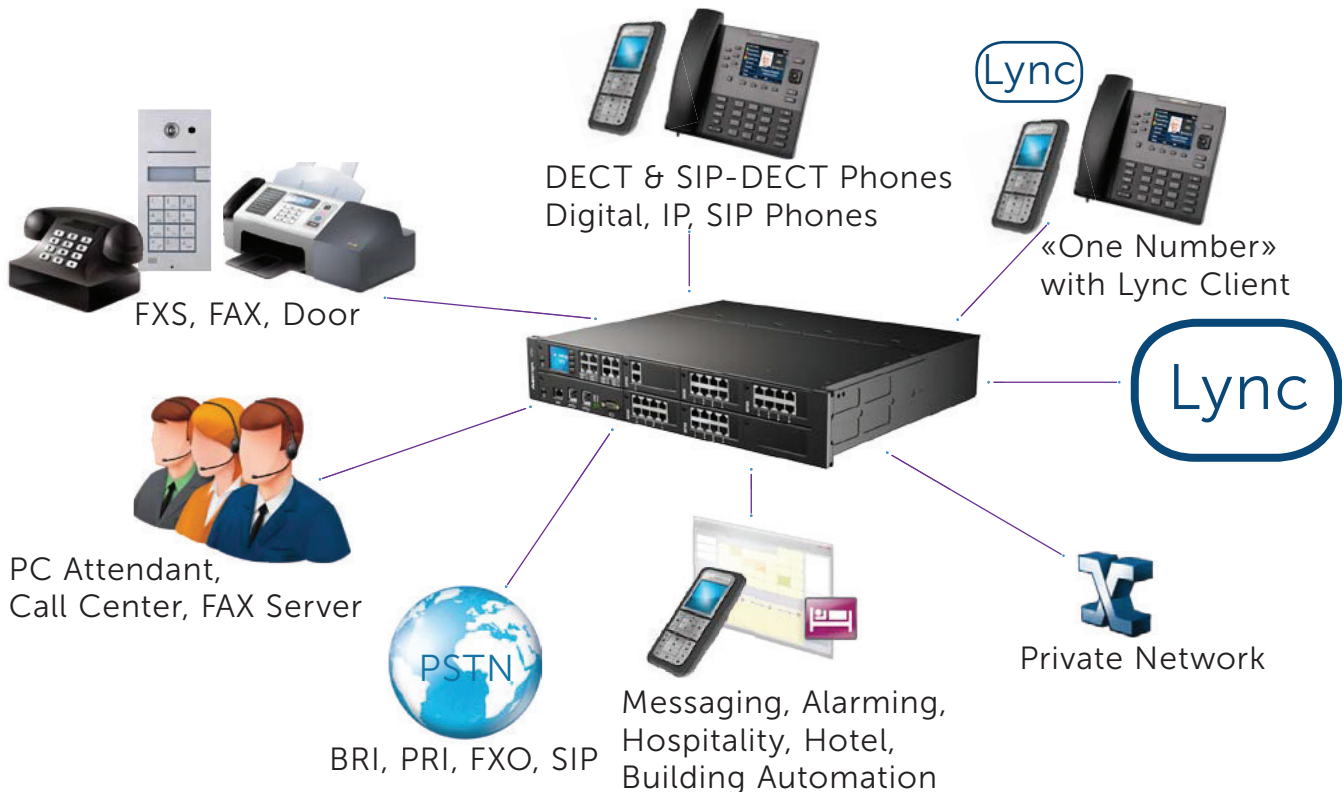 Lync
DECT & SIP-DECT Phones
Digital, IP, SIP Phones
«One Number»
with Lync Client
FXS, FAX, Door
Lync
PC Attendant,
Call Center, FAX Server
PSTN
BRI, PRI, FXO, SIP
Messaging, Alarming,
Hospitality, Hotel,
Building Automation
Private Network